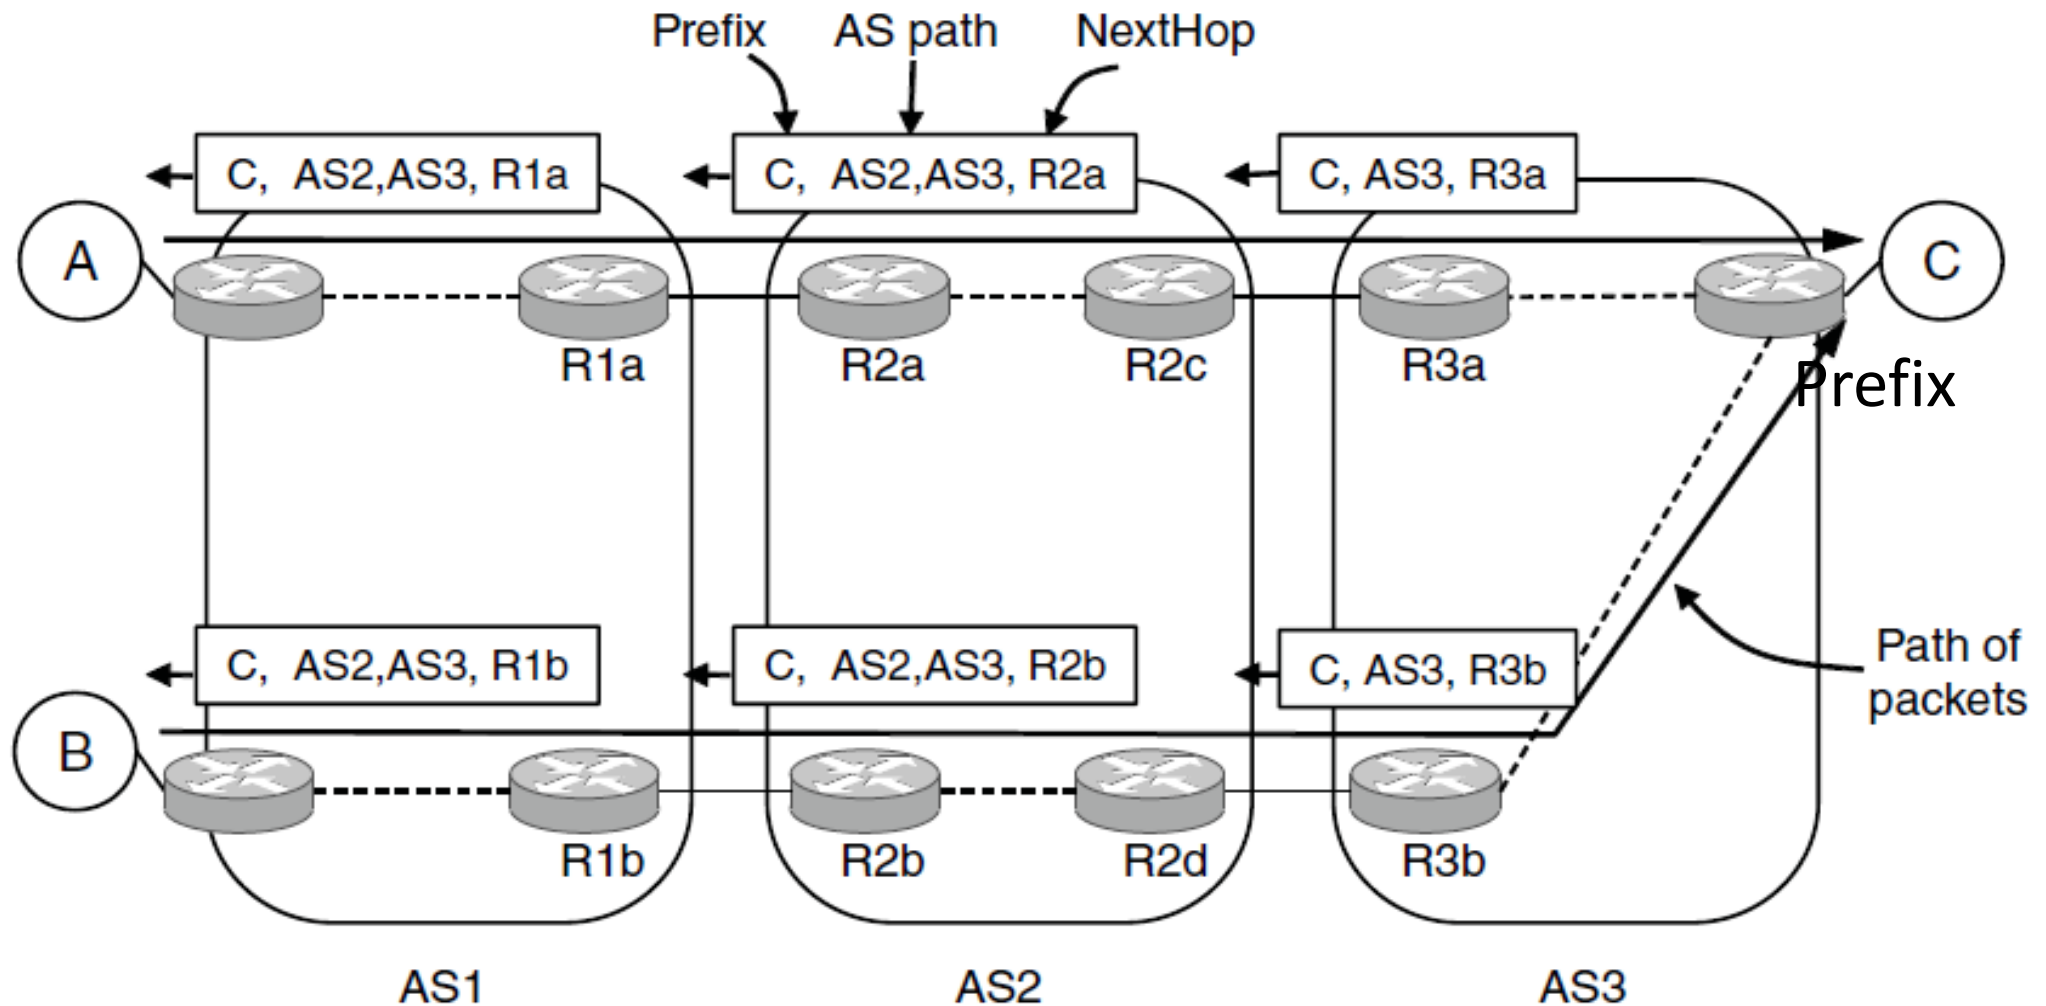 Prefix AS path NextHop
C, AS2,AS3, R1a
C, AS2,AS3, R2a
C, AS3, R3a
A
C
R1a
R2a
R2c
R3a
Prefix
C, AS2,AS3, R1b
C, AS2,AS3, R2b
C, AS3, R3b
Path of
packets
B
R1b
R2b
R2d
R3b
AS1
AS2
AS3